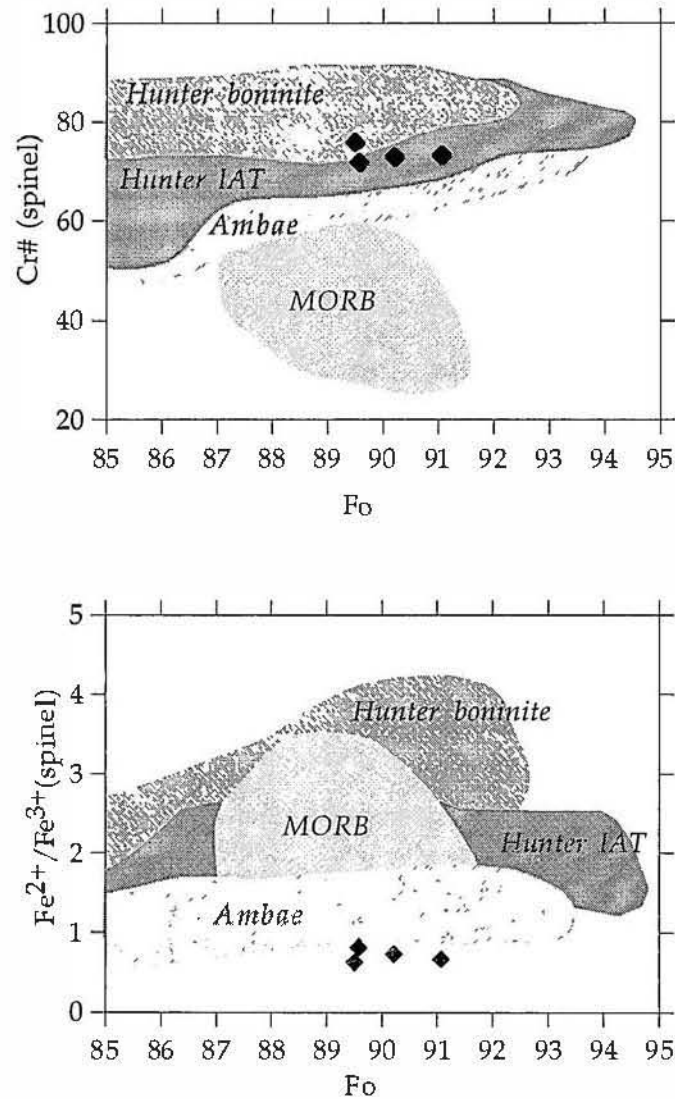 100
80
60
40
20
Cr# (spinel)
Hunter boninite
Hunter IAT
Ambae
MORB
85 86 87 88 89 90 91 92 93 94 95
Fo
5
4
3
2
1
0
Fe2+/Fe3+(spinel)
Hunter boninite
MORB
Hunter IAT
Ambae
85 86 87 88 89 90 91 92 93 94 95
Fo